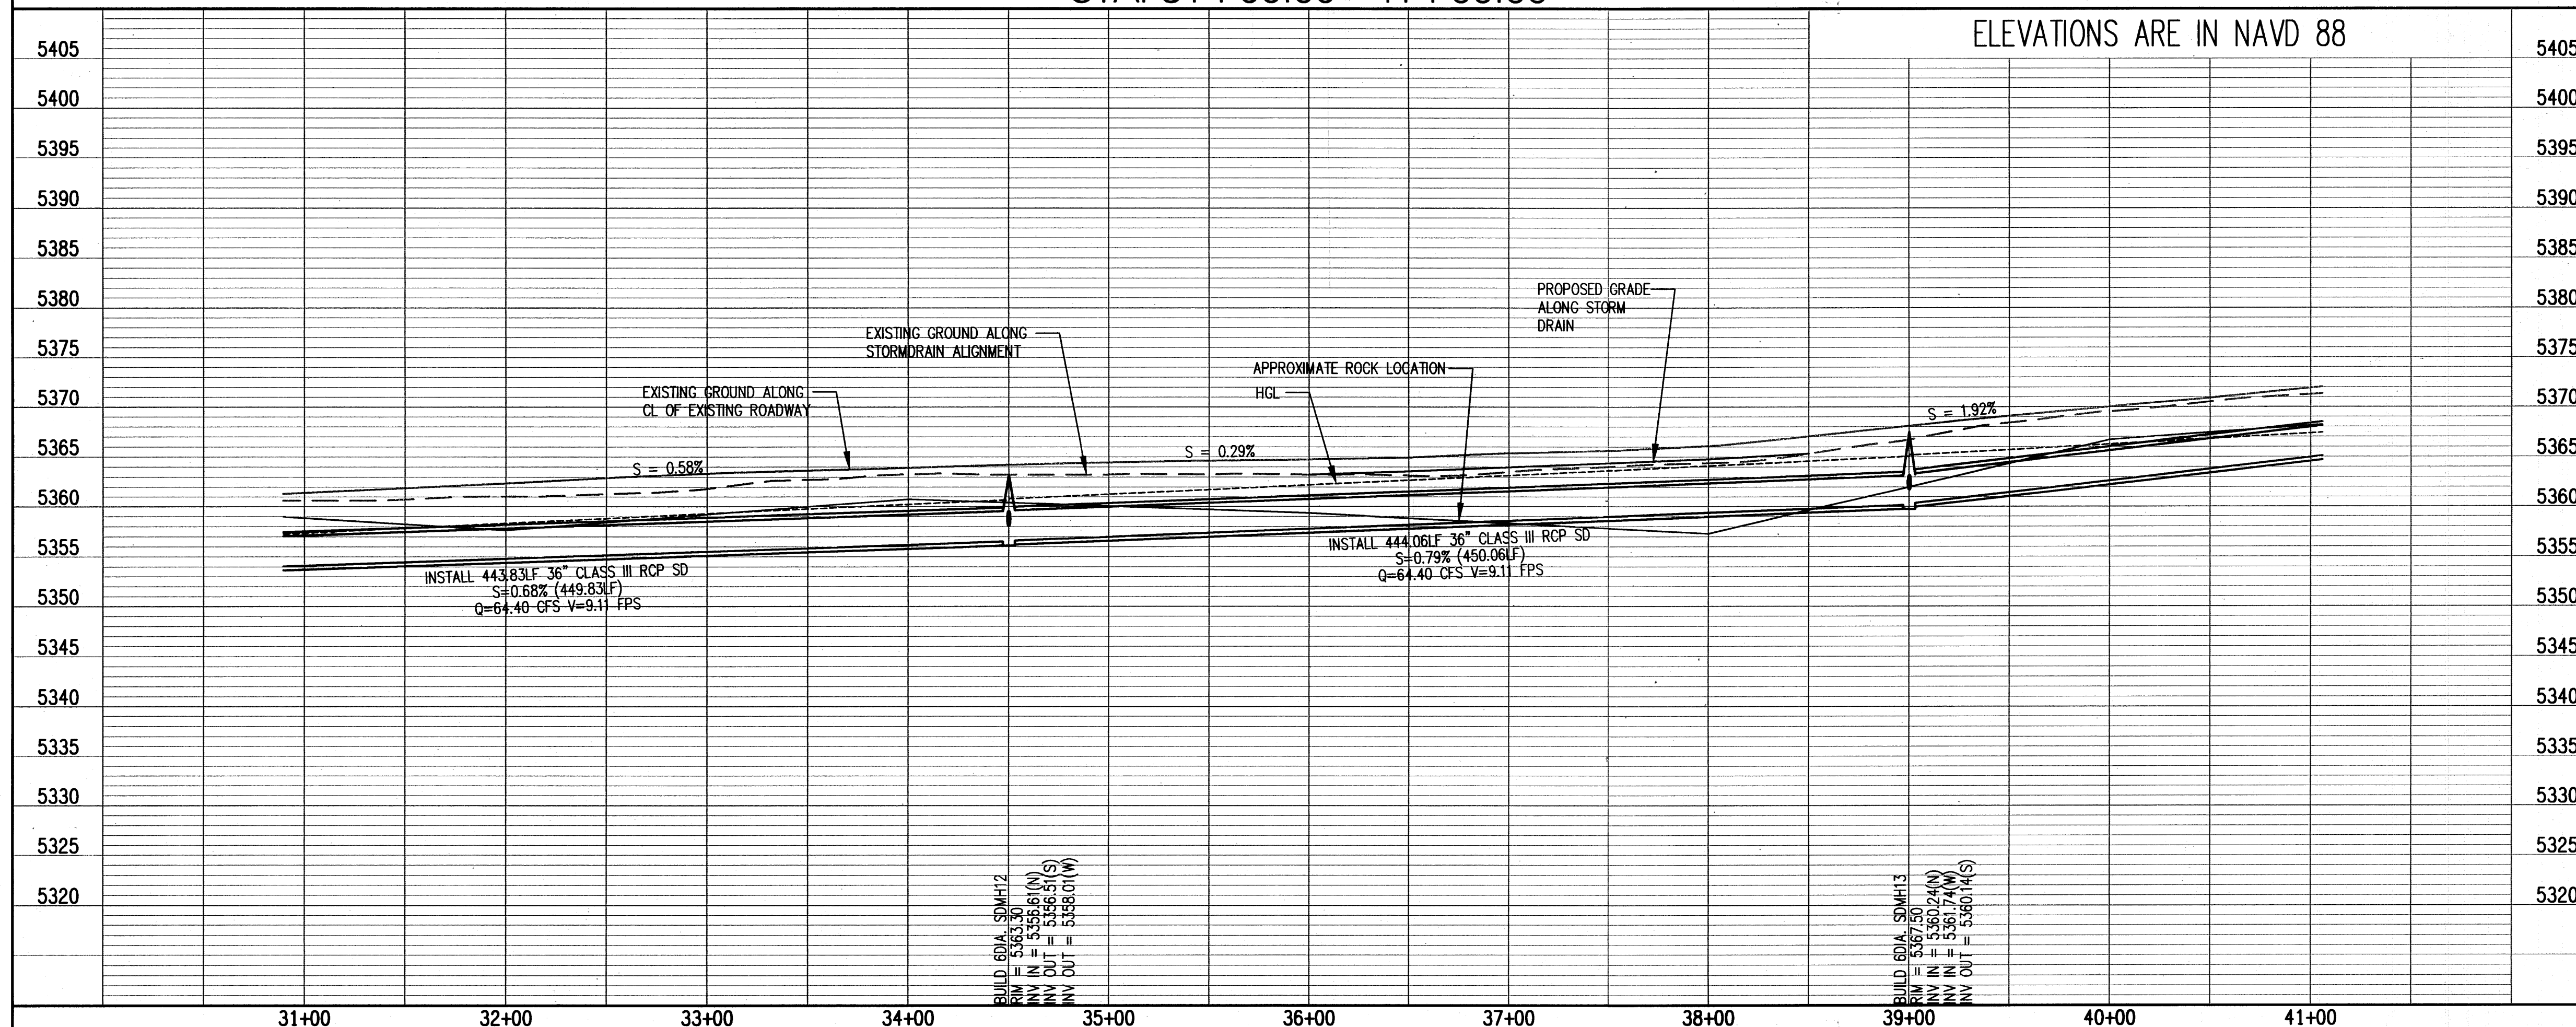 ELEVATIONS ARE IN NAVD 88
5405
5405
5400
5400
5395
5395
5390
5390
5385
5385
5380
5380
PROPOSED GRADE
ALONG STORM
DRAIN
EXISTING GROUND ALONG
STORMDRAIN ALIGNMENT
5375
5375
APPROXIMATE ROCK LOCATION
HGL
EXISTING GROUND ALONG
CL OF EXISTING ROADWAY
5370
5370
S = 1.92%
S = 0.58%
S = 0.29%
5365
5365
5360
5360
5355
5355
INSTALL 443.83LF 36" CLASS III RCP SD
S=0.68% (449.83LF)
Q=64.40 CFS V=9.11 FPS
INSTALL 444.06LF 36" CLASS III RCP SD
S=0.79% (450.06LF)
Q=64.40 CFS V=9.11 FPS
5350
5350
5345
5345
5340
5340
5335
5335
5330
5330
5325
5325
5320
5320
BUILD 6DIA. SDMH12
RIM = 5363.30
INV IN = 5356.61(N)
INV OUT = 5356.51(S)
INV OUT = 5358.01(W)
BUILD 6DIA. SDMH13
RIM = 5367.50
INV IN = 5360.24(N)
INV IN = 5361.74(W)
INV OUT = 5360.14(S)
31+00
32+00
33+00
34+00
35+00
36+00
37+00
38+00
39+00
40+00
41+00